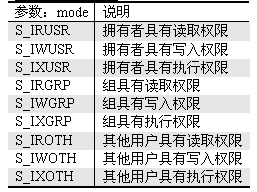 参数：mode 说明
S_IRUSR 拥有者具有读取权限
S_IWUSR 拥有者具有写入权限
S_IXUSR 拥有者具有执行权限
S_IRGRP 组具有读取权限
S_IWGRP 组具有写入权限
S_IXGRP 组具有执行权限
S_IROTH 其他用户具有读取权限
S_IWOTH 其他用户具有写入权限
S_IXOTH 其他用户具有执行权限